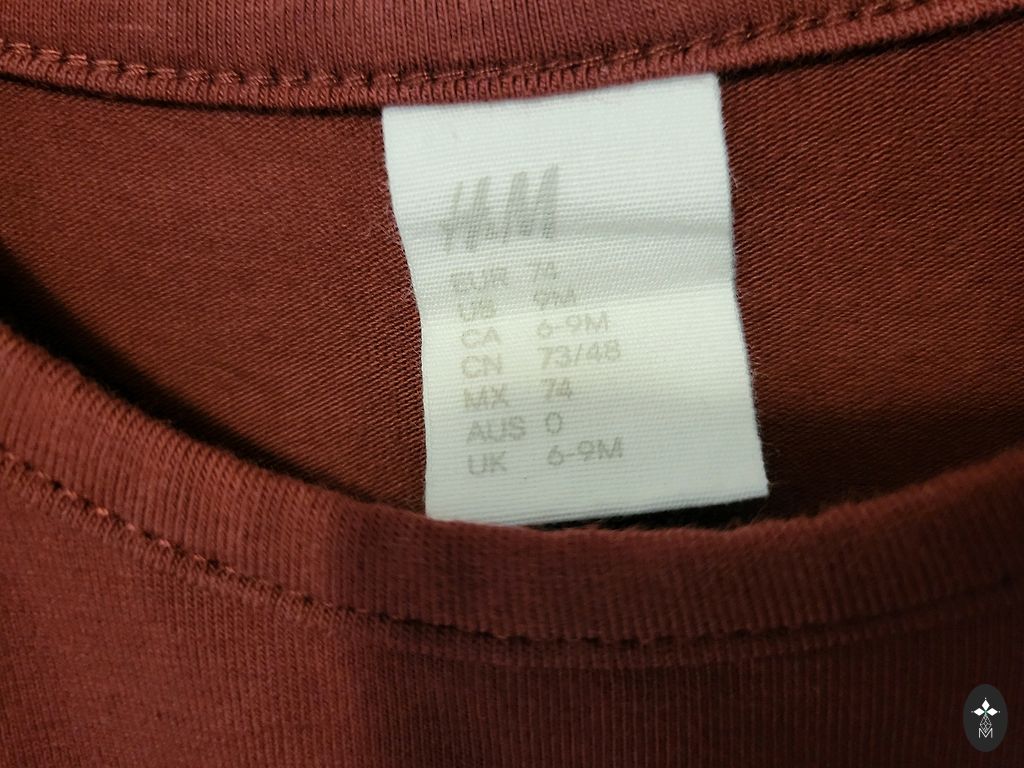 H&M
EUR 74
US 9M
CA 6-9M
CN 73/48
MX 74
AUS 0
UK 6-9M
M